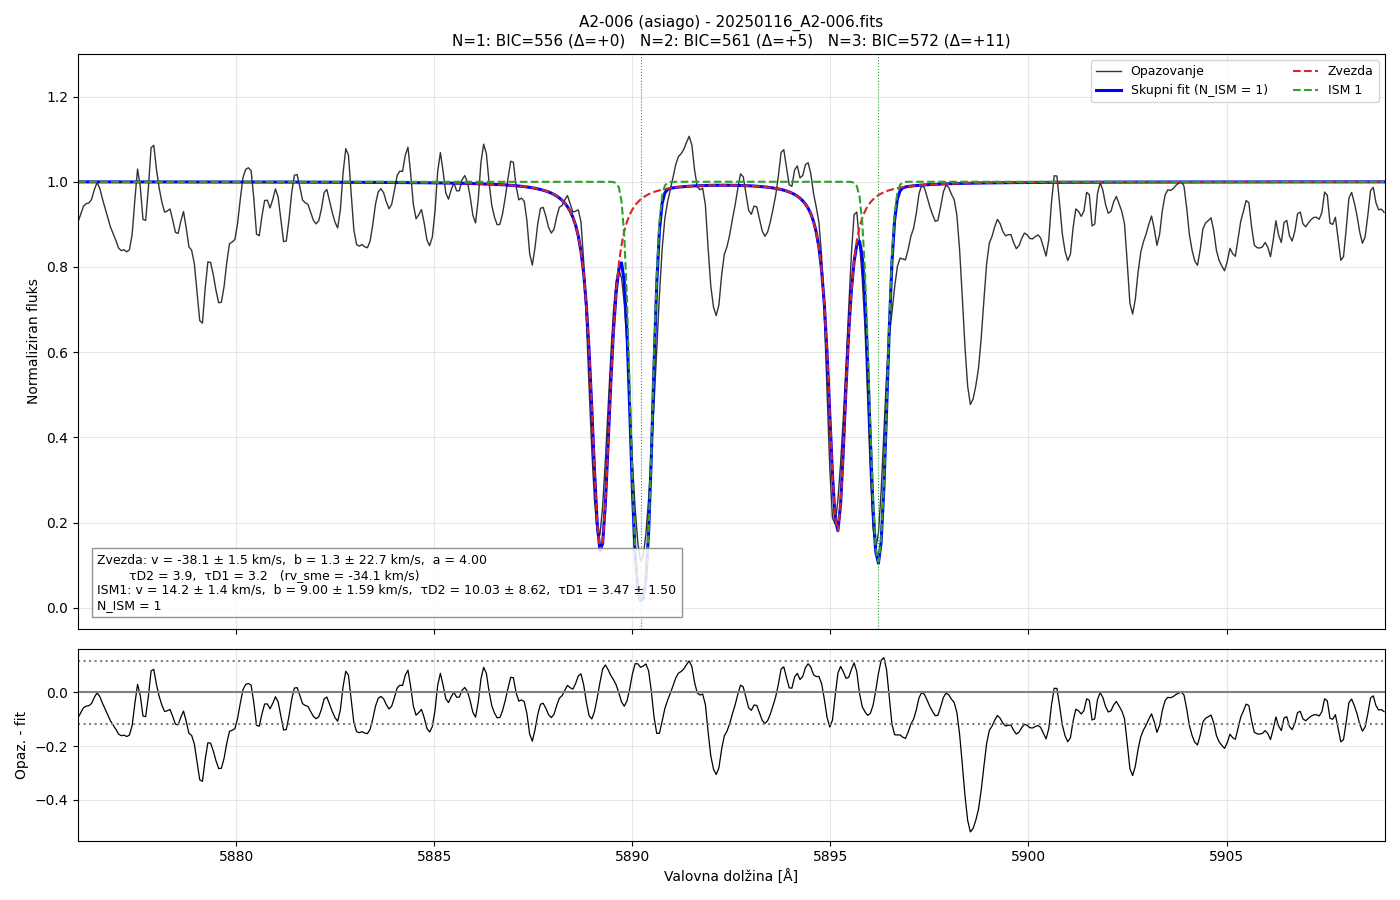 A2-006 (asiago) - 20250116_A2-006.fits
N=1: BIC=556 (Δ=+0)   N=2: BIC=561 (Δ=+5)   N=3: BIC=572 (Δ=+11)
Opazovanje
Skupni fit (N_ISM = 1)
Zvezda
ISM 1
Normaliziran fluks
1.2
1.0
0.8
0.6
0.4
0.2
0.0
Zvezda: v = -38.1 ± 1.5 km/s,  b = 1.3 ± 22.7 km/s,  a = 4.00
τD2 = 3.9,  τD1 = 3.2   (rv_sme = -34.1 km/s)
ISM1: v = 14.2 ± 1.4 km/s,  b = 9.00 ± 1.59 km/s,  τD2 = 10.03 ± 8.62,  τD1 = 3.47 ± 1.50
N_ISM = 1
Opaz. - fit
0.0
−0.2
−0.4
5880
5885
5890
5895
5900
5905
Valovna dolžina [Å]